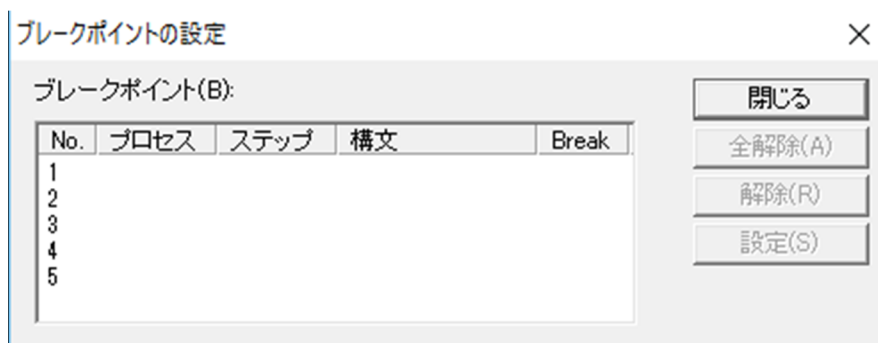 ブレークポイントの設定
ブレークポイント(B):
No. プロセス ステップ 構文 Break
1
2
3
4
5
閉じる
全解除(A)
解除(R)
設定(S)